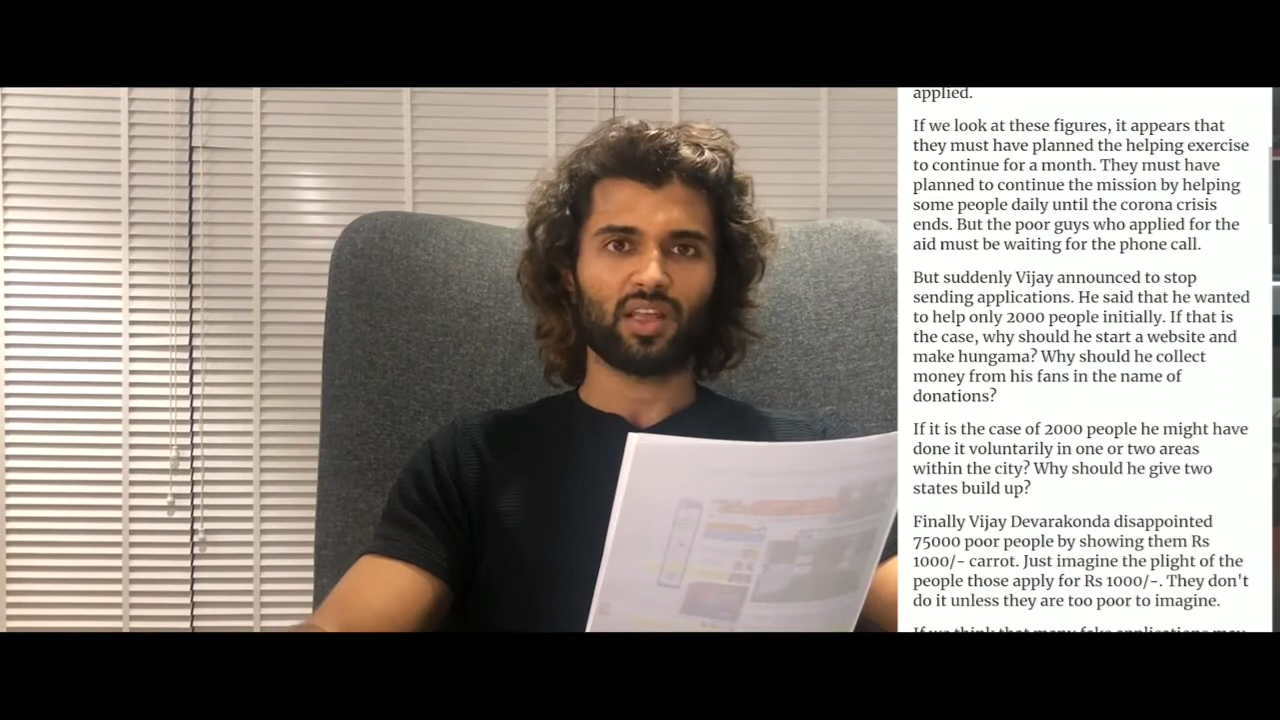 applied.
If we look at these figures, it appears that
they must have planned the helping exercise
to continue for a month. They must have
planned to continue the mission by helping
some people daily until the corona crisis
ends. But the poor guys who applied for the
aid must be waiting for the phone call.
But suddenly Vijay announced to stop
sending applications. He said that he wanted
to help only 2000 people initially. If that is
the case, why should he start a website and
make hungama? Why should he collect
money from his fans in the name of
donations?
If it is the case of 2000 people he might have
done it voluntarily in one or two areas
within the city? Why should he give two
states build up?
Finally Vijay Devarakonda disappointed
75000 poor people by showing them Rs
1000/- carrot. Just imagine the plight of the
people those apply for Rs 1000/-. They don't
do it unless they are too poor to imagine.
If we think that many fake applications may